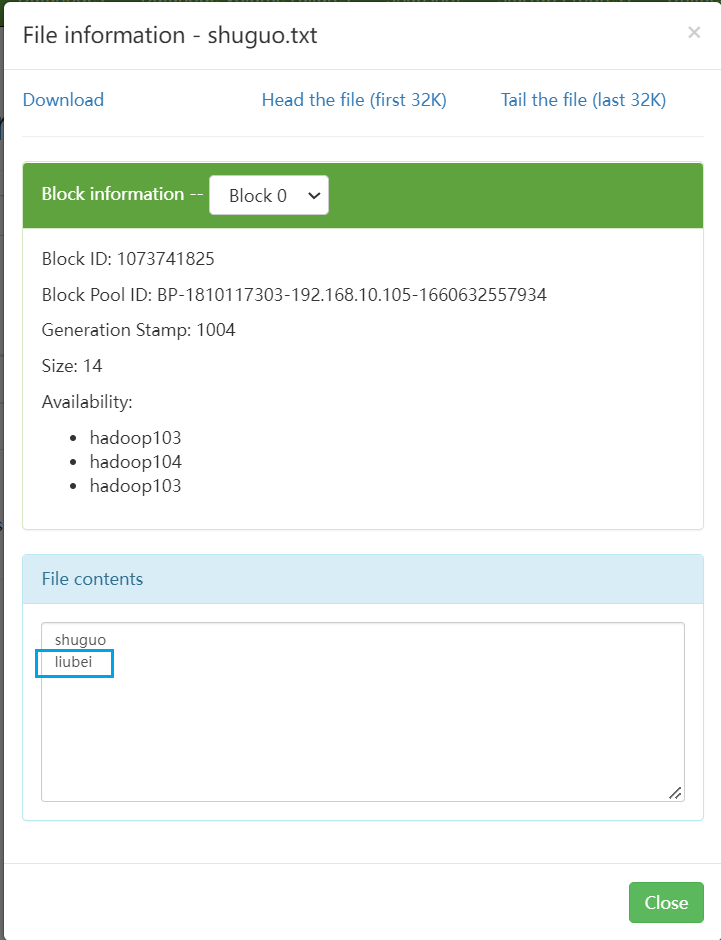 File information - shuguo.txt ×
Download Head the file (first 32K) Tail the file (last 32K)
Block information -- Block 0
Block ID: 1073741825
Block Pool ID: BP-1810117303-192.168.10.105-1660632557934
Generation Stamp: 1004
Size: 14
Availability:
• hadoop103
• hadoop104
• hadoop103
File contents
shuguo
liubei
Close